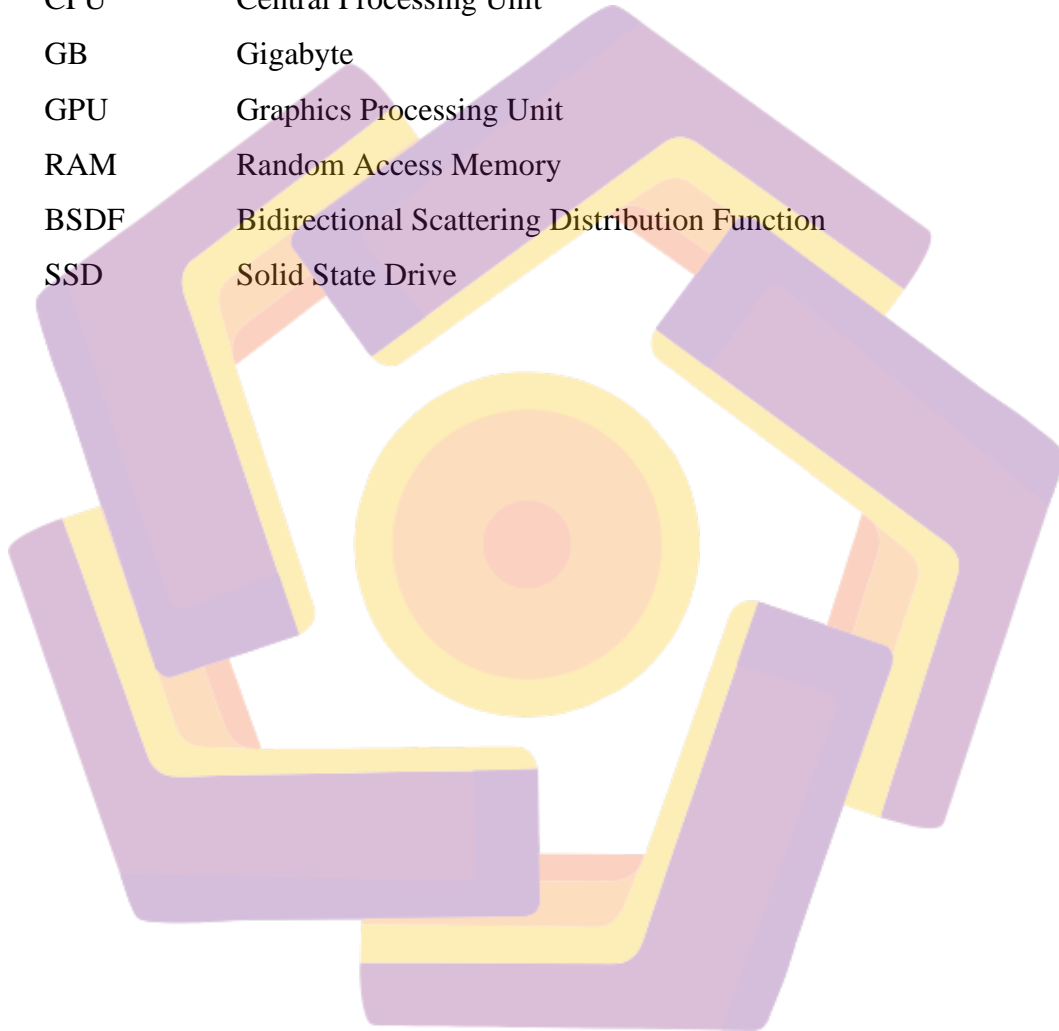 CPU Central Processing Unit
GB Gigabyte
GPU Graphics Processing Unit
RAM Random Access Memory
BSDF Bidirectional Scattering Distribution Function
SSD Solid State Drive